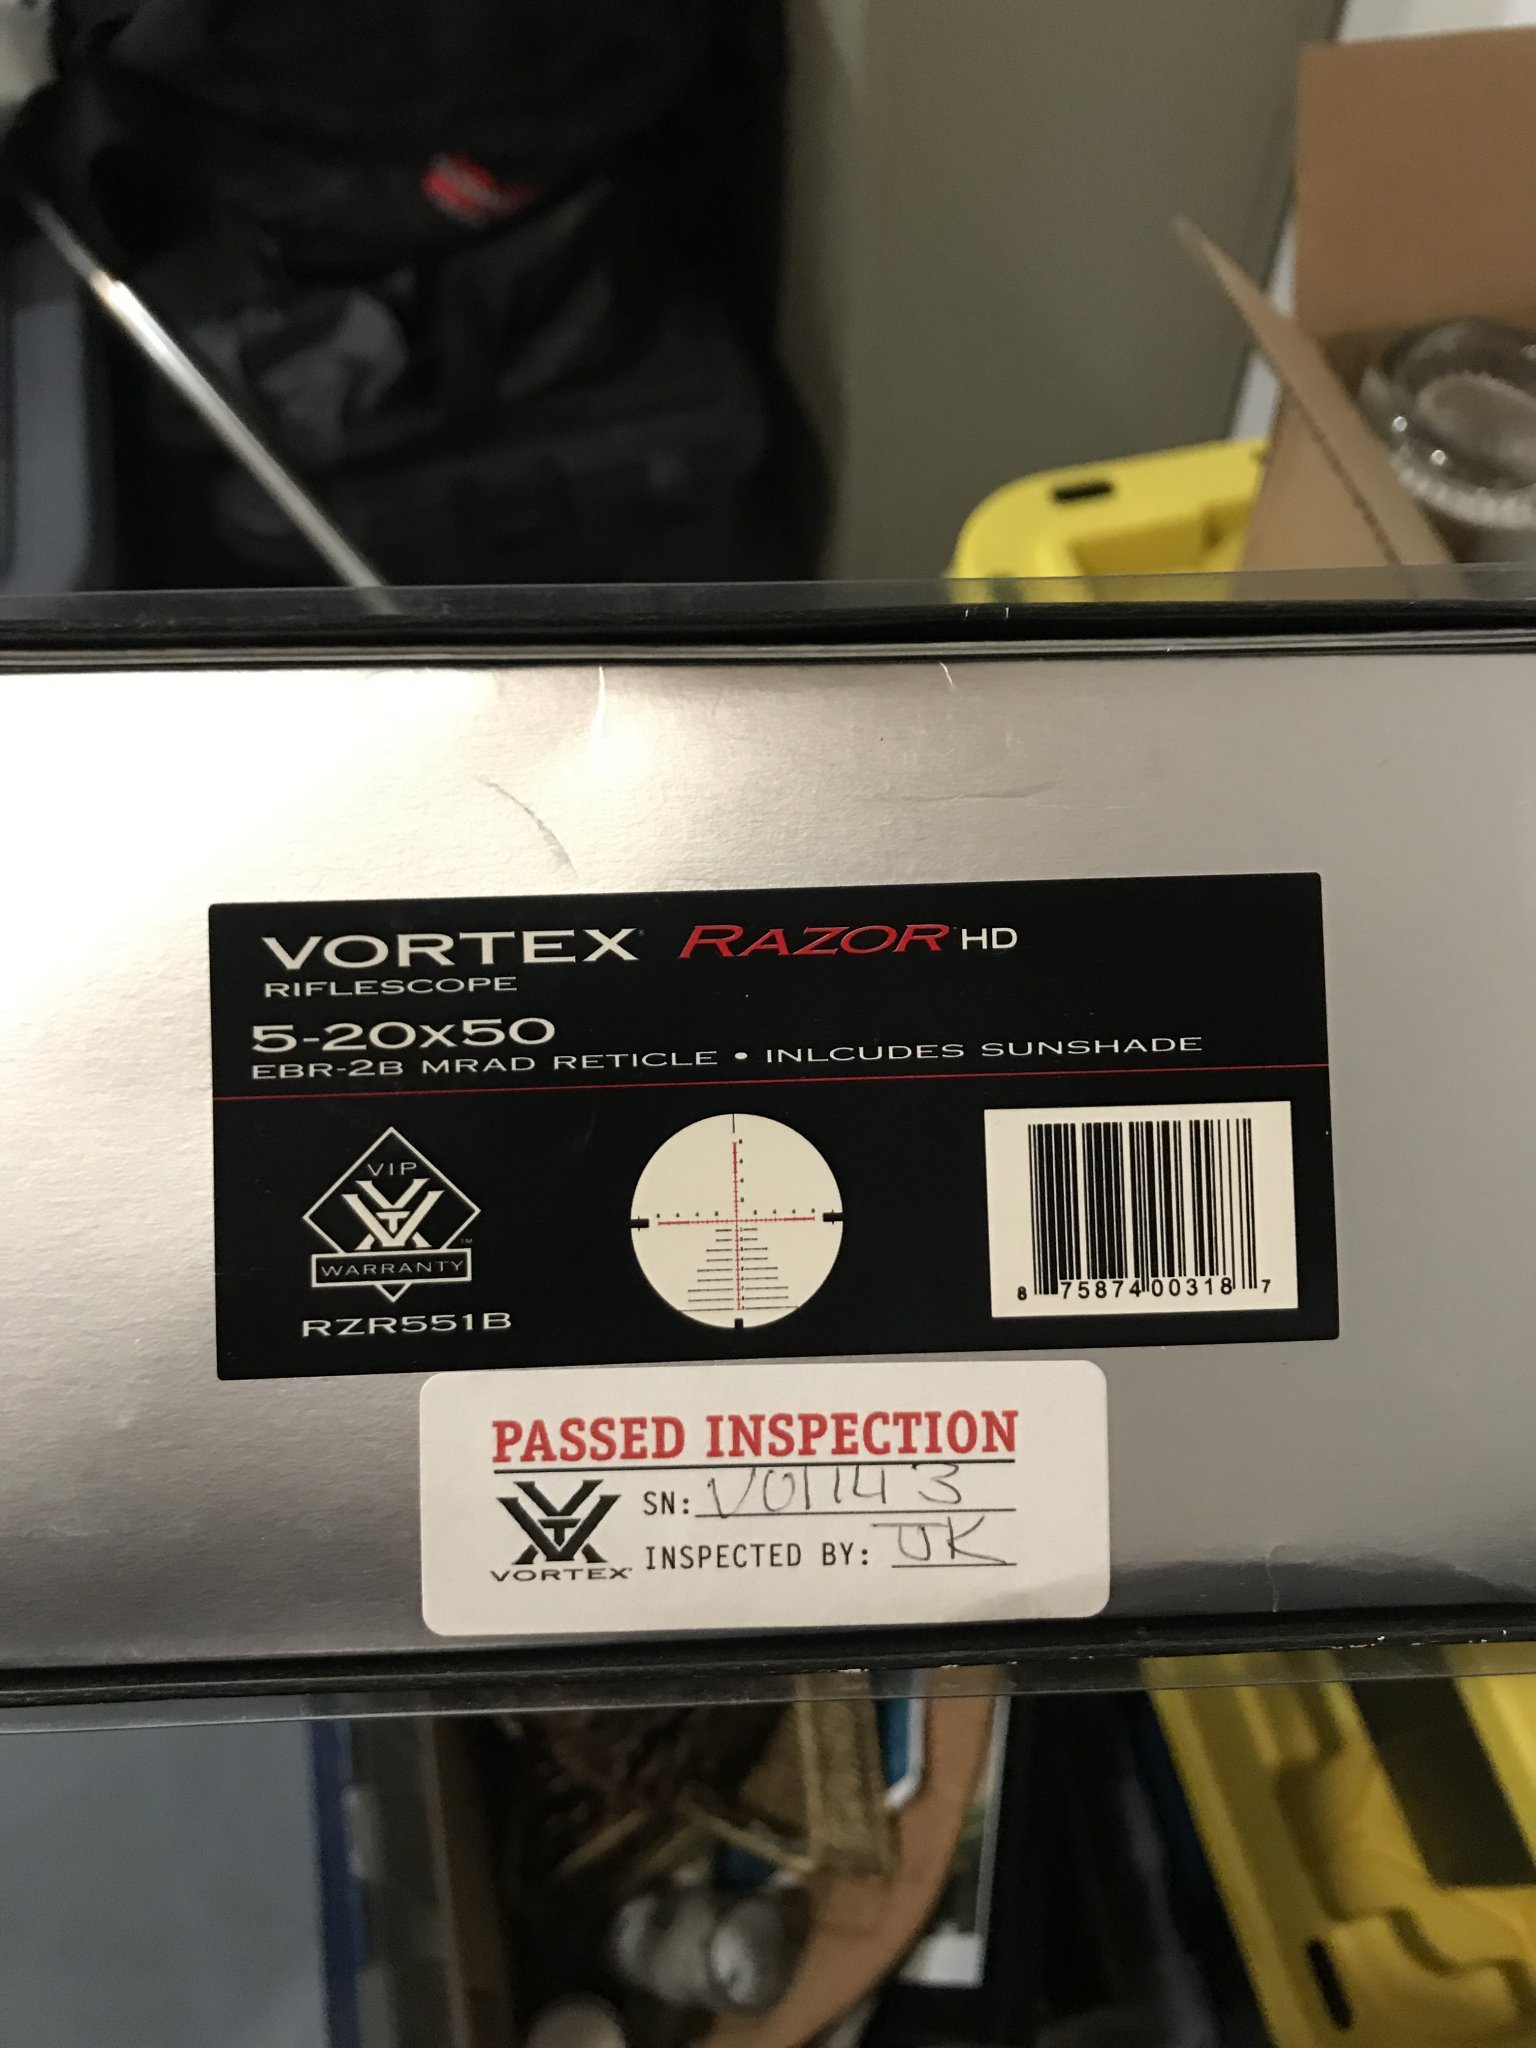 VORTEX RAZOR HD
RIFLESCOPE
5-20x50
EBR-2B MRAD RETICLE • INLCUDES SUNSHADE
VIP
WARRANTY
RZR551B
8 75874 00318 7
PASSED INSPECTION
SN: V01143
INSPECTED BY: JK
VORTEX